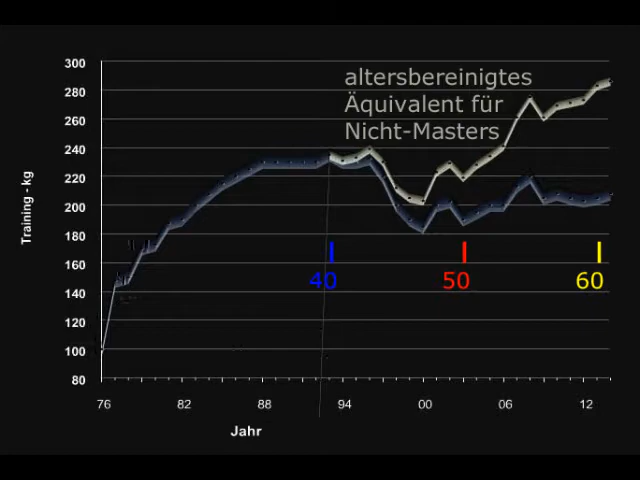 300
280
260
240
220
200
180
160
140
120
100
80
Training - kg
altersbereinigtes
Äquivalent für
Nicht-Masters
40
50
60
76 82 88 94 00 06 12
Jahr